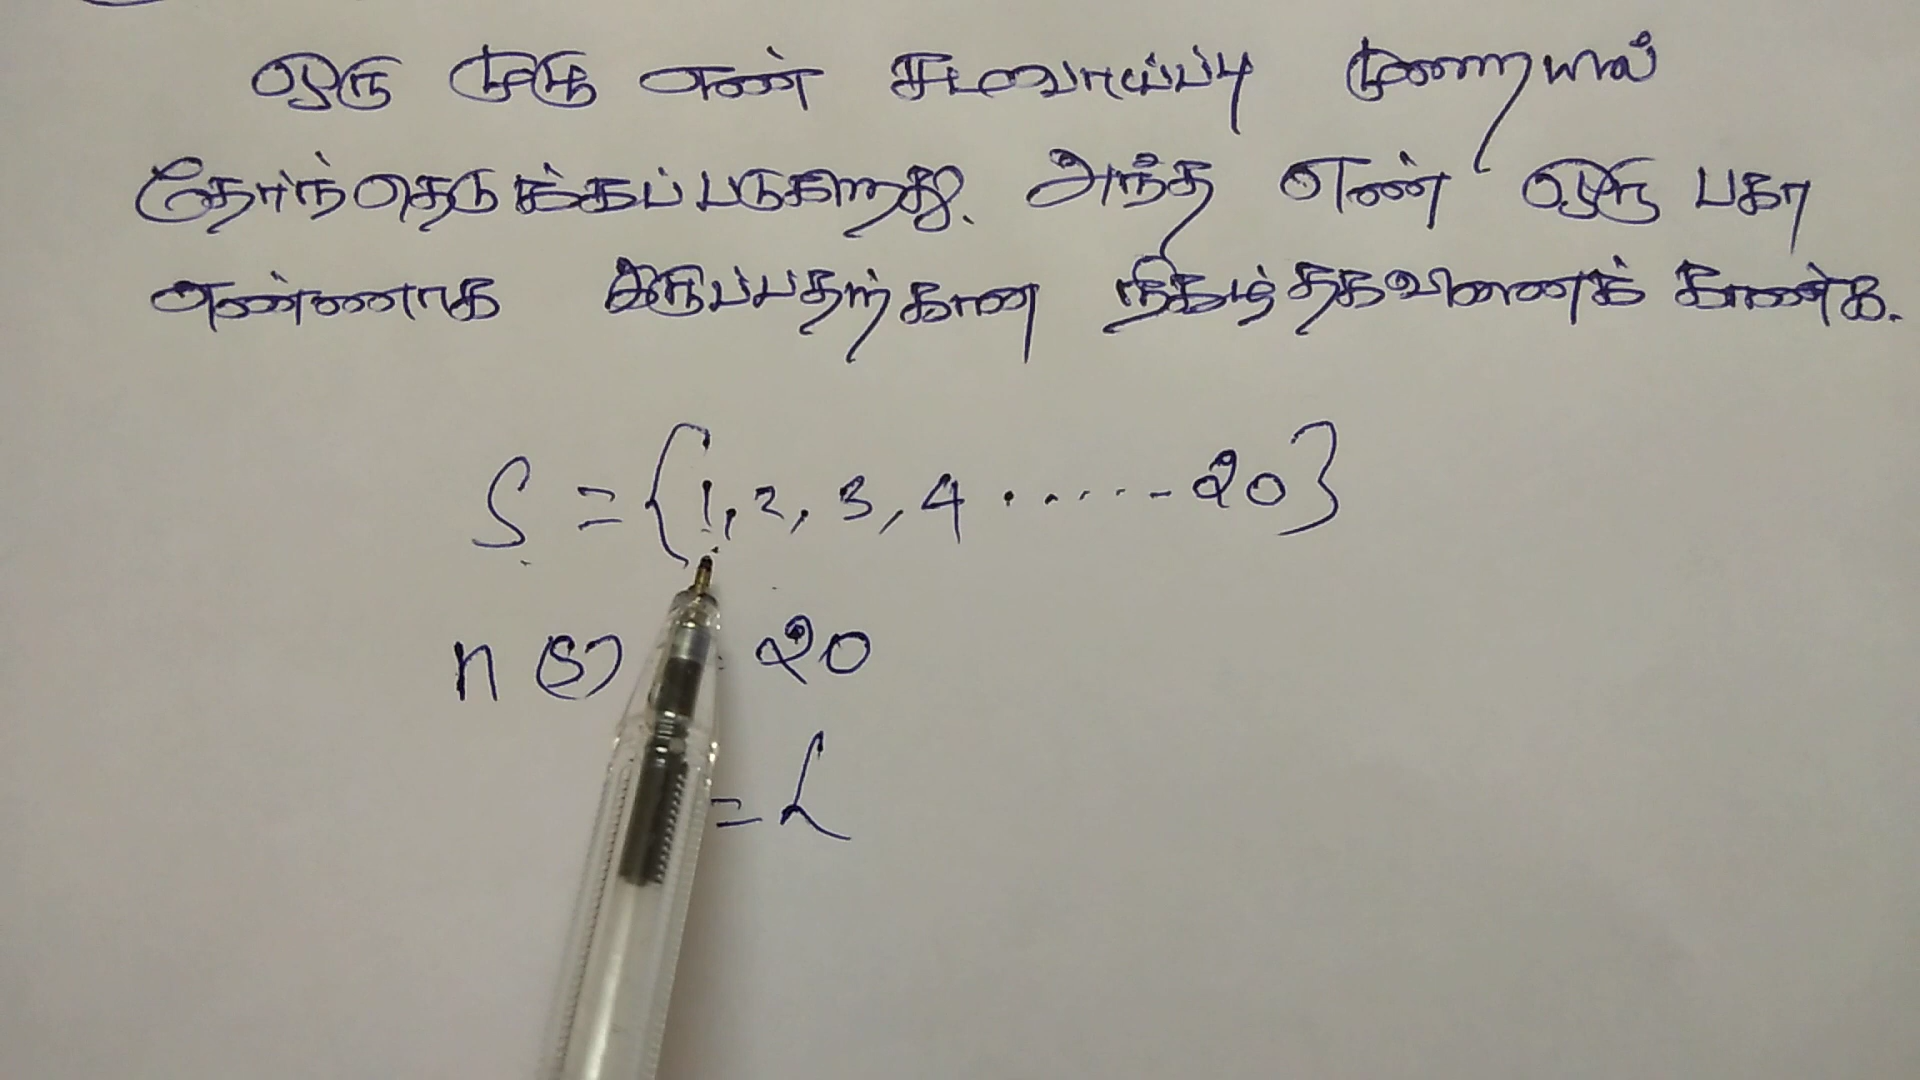 ஒரு முழு எண் சமவாய்ப்பு முறையில்
தேர்ந்தெடுக்கப்படுகிறது. அந்த எண் ஒரு பகா
எண்ணாக இருப்பதற்கான நிகழ்தகவினைக் காண்க.
S = {1, 2, 3, 4 ...... 20}
n(S) = 20
= {